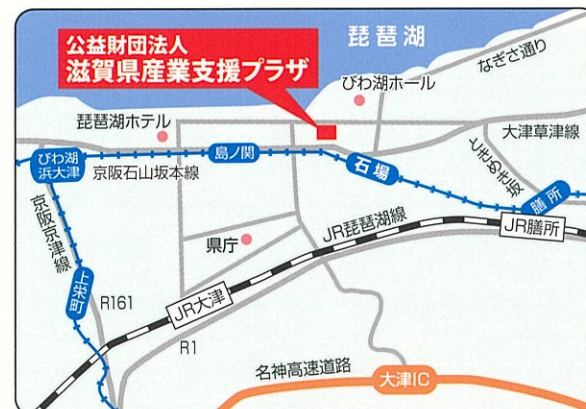 公益財団法人
滋賀県産業支援プラザ
琵琶湖
なぎさ通り
びわ湖ホール
琵琶湖ホテル
大津草津線
びわ湖
浜大津
島ノ関
石場
ときめき坂
京阪石山坂本線
膳所
京阪京津線
JR琵琶湖線
JR膳所
県庁
上栄町
R161
JR大津
R1
名神高速道路
大津IC